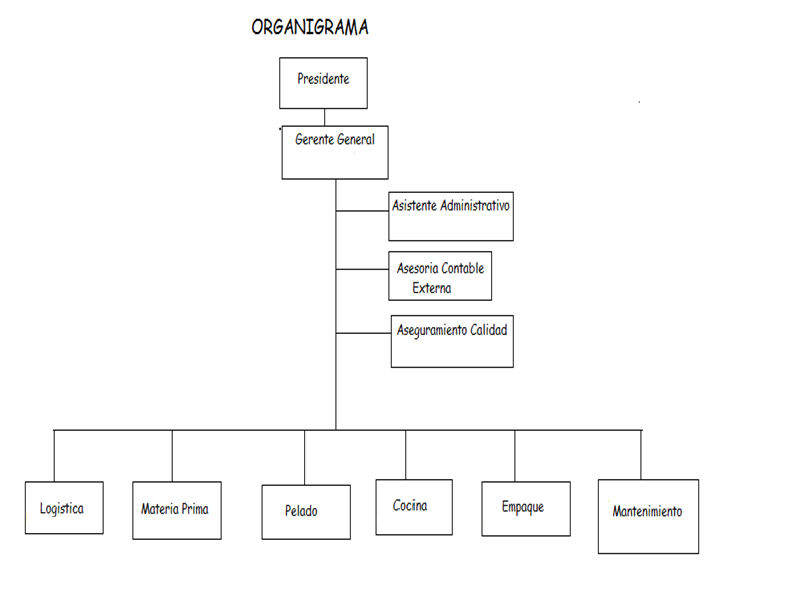 ORGANIGRAMA
Presidente
Gerente General
Asistente Administrativo
Asesoria Contable
Externa
Aseguramiento Calidad
Logistica
Materia Prima
Pelado
Cocina
Empaque
Mantenimiento